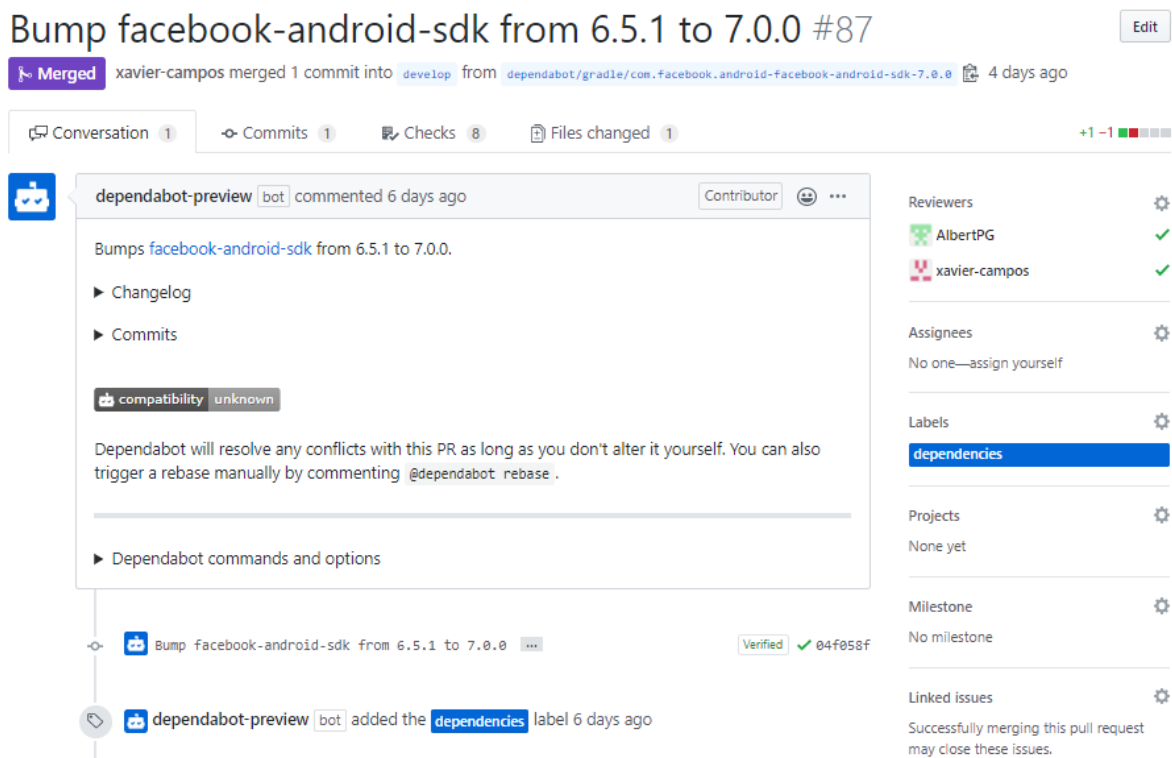 Bump facebook-android-sdk from 6.5.1 to 7.0.0 #87
Edit
Merged xavier-campos merged 1 commit into develop from dependabot/gradle/com.facebook.android-facebook-android-sdk-7.0.0 4 days ago
Conversation 1 Commits 1 Checks 8 Files changed 1 +1 −1
dependabot-preview bot commented 6 days ago Contributor
Bumps facebook-android-sdk from 6.5.1 to 7.0.0.
Changelog
Commits
compatibility unknown
Dependabot will resolve any conflicts with this PR as long as you don't alter it yourself. You can also
trigger a rebase manually by commenting @dependabot rebase .
Dependabot commands and options
Bump facebook-android-sdk from 6.5.1 to 7.0.0 ... Verified 04f058f
dependabot-preview bot added the dependencies label 6 days ago
Reviewers
AlbertPG
xavier-campos
Assignees
No one—assign yourself
Labels
dependencies
Projects
None yet
Milestone
No milestone
Linked issues
Successfully merging this pull request
may close these issues.